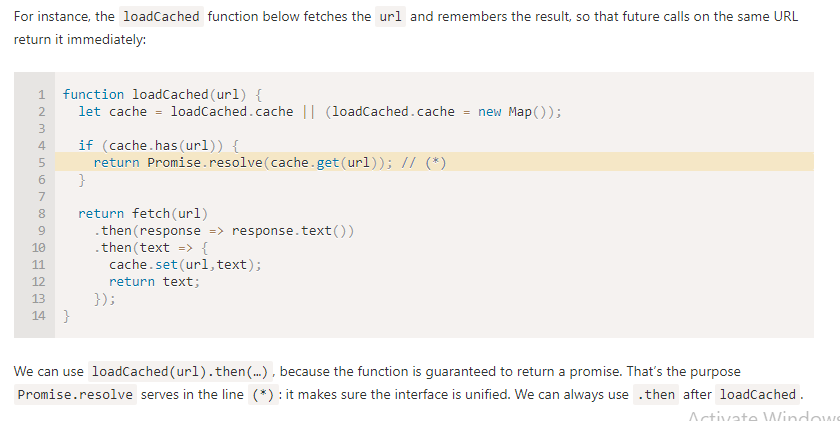 For instance, the loadCached function below fetches the url and remembers the result, so that future calls on the same URL
return it immediately:
1 function loadCached(url) {
2   let cache = loadCached.cache || (loadCached.cache = new Map());
3
4   if (cache.has(url)) {
5     return Promise.resolve(cache.get(url)); // (*)
6   }
7
8   return fetch(url)
9     .then(response => response.text())
10     .then(text => {
11       cache.set(url,text);
12       return text;
13     });
14 }
We can use loadCached(url).then(…), because the function is guaranteed to return a promise. That's the purpose
Promise.resolve serves in the line (*): it makes sure the interface is unified. We can always use .then after loadCached.
Activate Windows